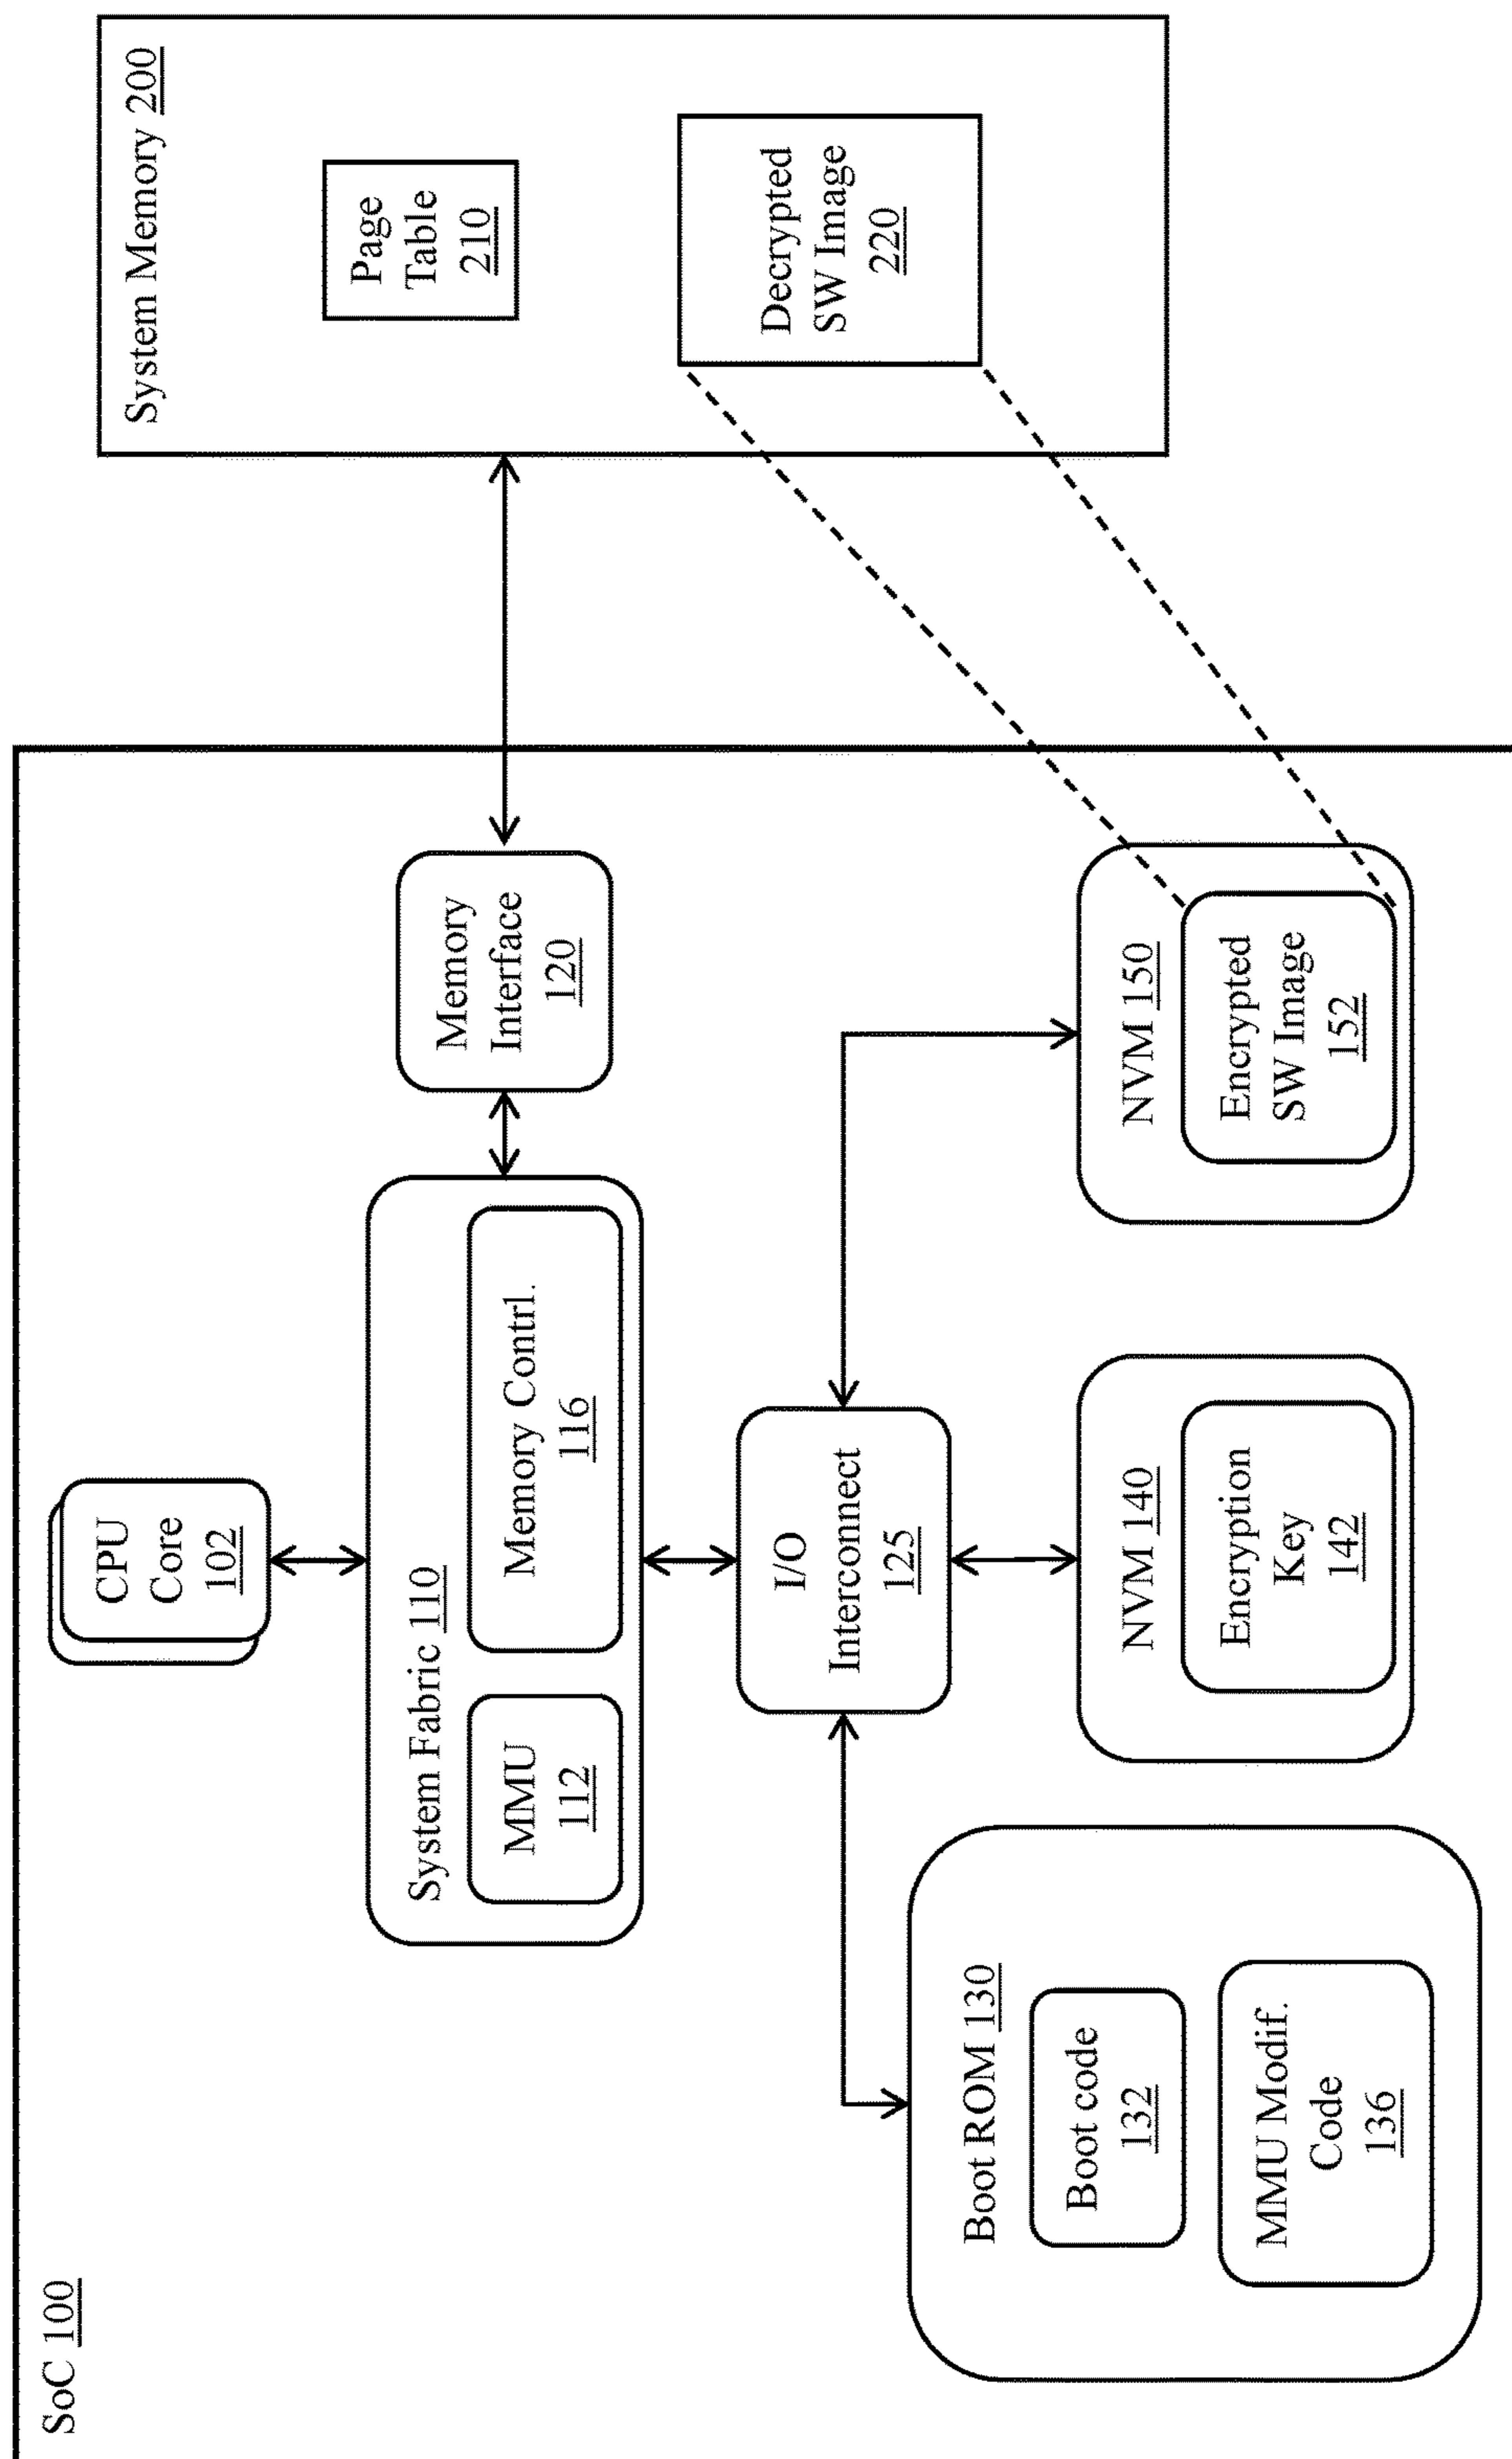 SoC 100
CPU
Core
102
System Fabric 110
MMU
112
Memory Contrl.
116
Memory
Interface
120
I/O
Interconnect
125
Boot ROM 130
Boot code
132
MMU Modif.
Code
136
NVM 140
Encryption
Key
142
NVM 150
Encrypted
SW Image
152
System Memory 200
Page
Table
210
Decrypted
SW Image
220